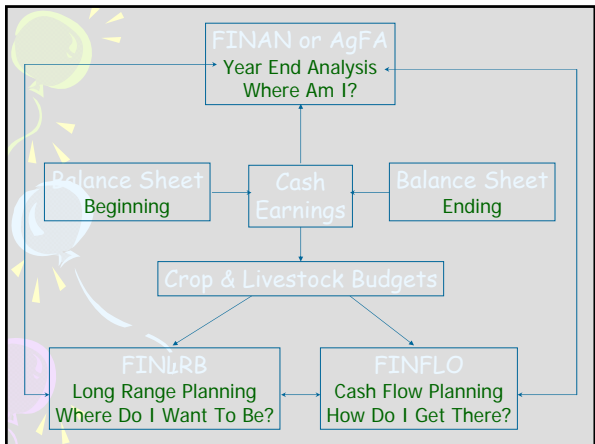 FINAN or AgFA
Year End Analysis
Where Am I?
Balance Sheet
Beginning
Cash
Earnings
Balance Sheet
Ending
Crop & Livestock Budgets
FINLRB
Long Range Planning
Where Do I Want To Be?
FINFLO
Cash Flow Planning
How Do I Get There?